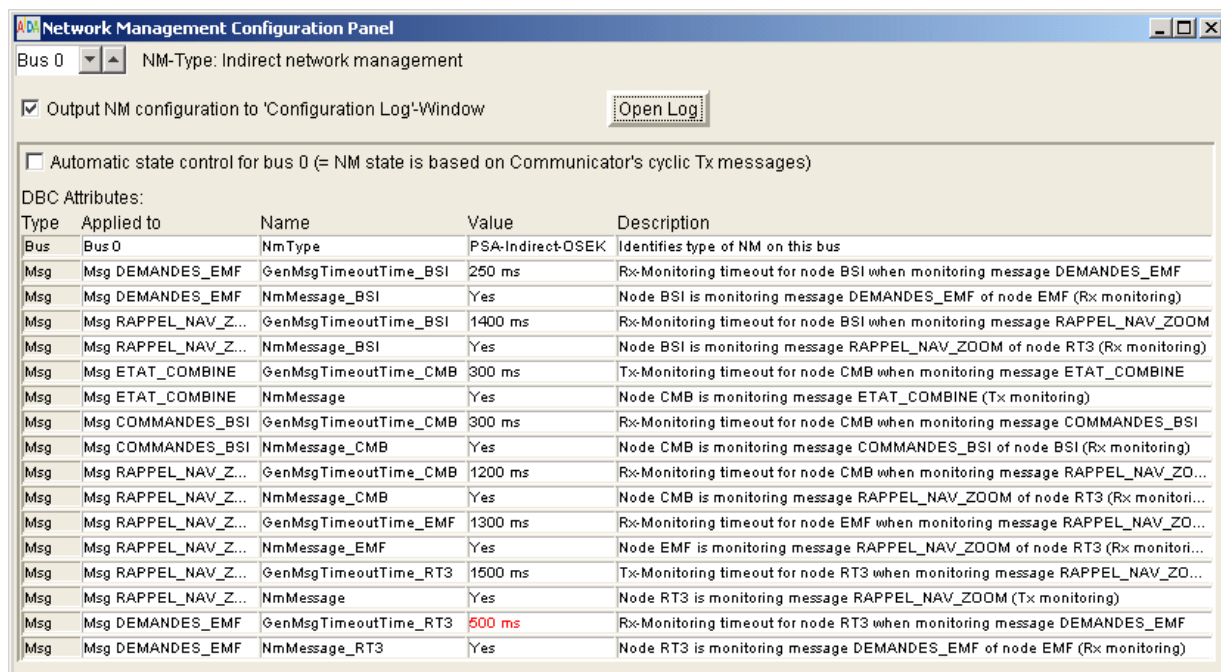 AIDA Network Management Configuration Panel
Bus 0 NM-Type: Indirect network management
Output NM configuration to 'Configuration Log'-Window Open Log
Automatic state control for bus 0 (= NM state is based on Communicator's cyclic Tx messages)
DBC Attributes:
Type Applied to Name Value Description
Bus Bus 0 NmType PSA-Indirect-OSEK Identifies type of NM on this bus
Msg Msg DEMANDES_EMF GenMsgTimeoutTime_BSI 250 ms Rx-Monitoring timeout for node BSI when monitoring message DEMANDES_EMF
Msg Msg DEMANDES_EMF NmMessage_BSI Yes Node BSI is monitoring message DEMANDES_EMF of node EMF (Rx monitoring)
Msg Msg RAPPEL_NAV_Z... GenMsgTimeoutTime_BSI 1400 ms Rx-Monitoring timeout for node BSI when monitoring message RAPPEL_NAV_ZOOM
Msg Msg RAPPEL_NAV_Z... NmMessage_BSI Yes Node BSI is monitoring message RAPPEL_NAV_ZOOM of node RT3 (Rx monitoring)
Msg Msg ETAT_COMBINE GenMsgTimeoutTime_CMB 300 ms Tx-Monitoring timeout for node CMB when monitoring message ETAT_COMBINE
Msg Msg ETAT_COMBINE NmMessage Yes Node CMB is monitoring message ETAT_COMBINE (Tx monitoring)
Msg Msg COMMANDES_BSI GenMsgTimeoutTime_CMB 300 ms Rx-Monitoring timeout for node CMB when monitoring message COMMANDES_BSI
Msg Msg COMMANDES_BSI NmMessage_CMB Yes Node CMB is monitoring message COMMANDES_BSI of node BSI (Rx monitoring)
Msg Msg RAPPEL_NAV_Z... GenMsgTimeoutTime_CMB 1200 ms Rx-Monitoring timeout for node CMB when monitoring message RAPPEL_NAV_ZO...
Msg Msg RAPPEL_NAV_Z... NmMessage_CMB Yes Node CMB is monitoring message RAPPEL_NAV_ZOOM of node RT3 (Rx monitori...
Msg Msg RAPPEL_NAV_Z... GenMsgTimeoutTime_EMF 1300 ms Rx-Monitoring timeout for node EMF when monitoring message RAPPEL_NAV_ZO...
Msg Msg RAPPEL_NAV_Z... NmMessage_EMF Yes Node EMF is monitoring message RAPPEL_NAV_ZOOM of node RT3 (Rx monitori...
Msg Msg RAPPEL_NAV_Z... GenMsgTimeoutTime_RT3 1500 ms Tx-Monitoring timeout for node RT3 when monitoring message RAPPEL_NAV_ZO...
Msg Msg RAPPEL_NAV_Z... NmMessage Yes Node RT3 is monitoring message RAPPEL_NAV_ZOOM (Tx monitoring)
Msg Msg DEMANDES_EMF GenMsgTimeoutTime_RT3 500 ms Rx-Monitoring timeout for node RT3 when monitoring message DEMANDES_EMF
Msg Msg DEMANDES_EMF NmMessage_RT3 Yes Node RT3 is monitoring message DEMANDES_EMF of node EMF (Rx monitoring)